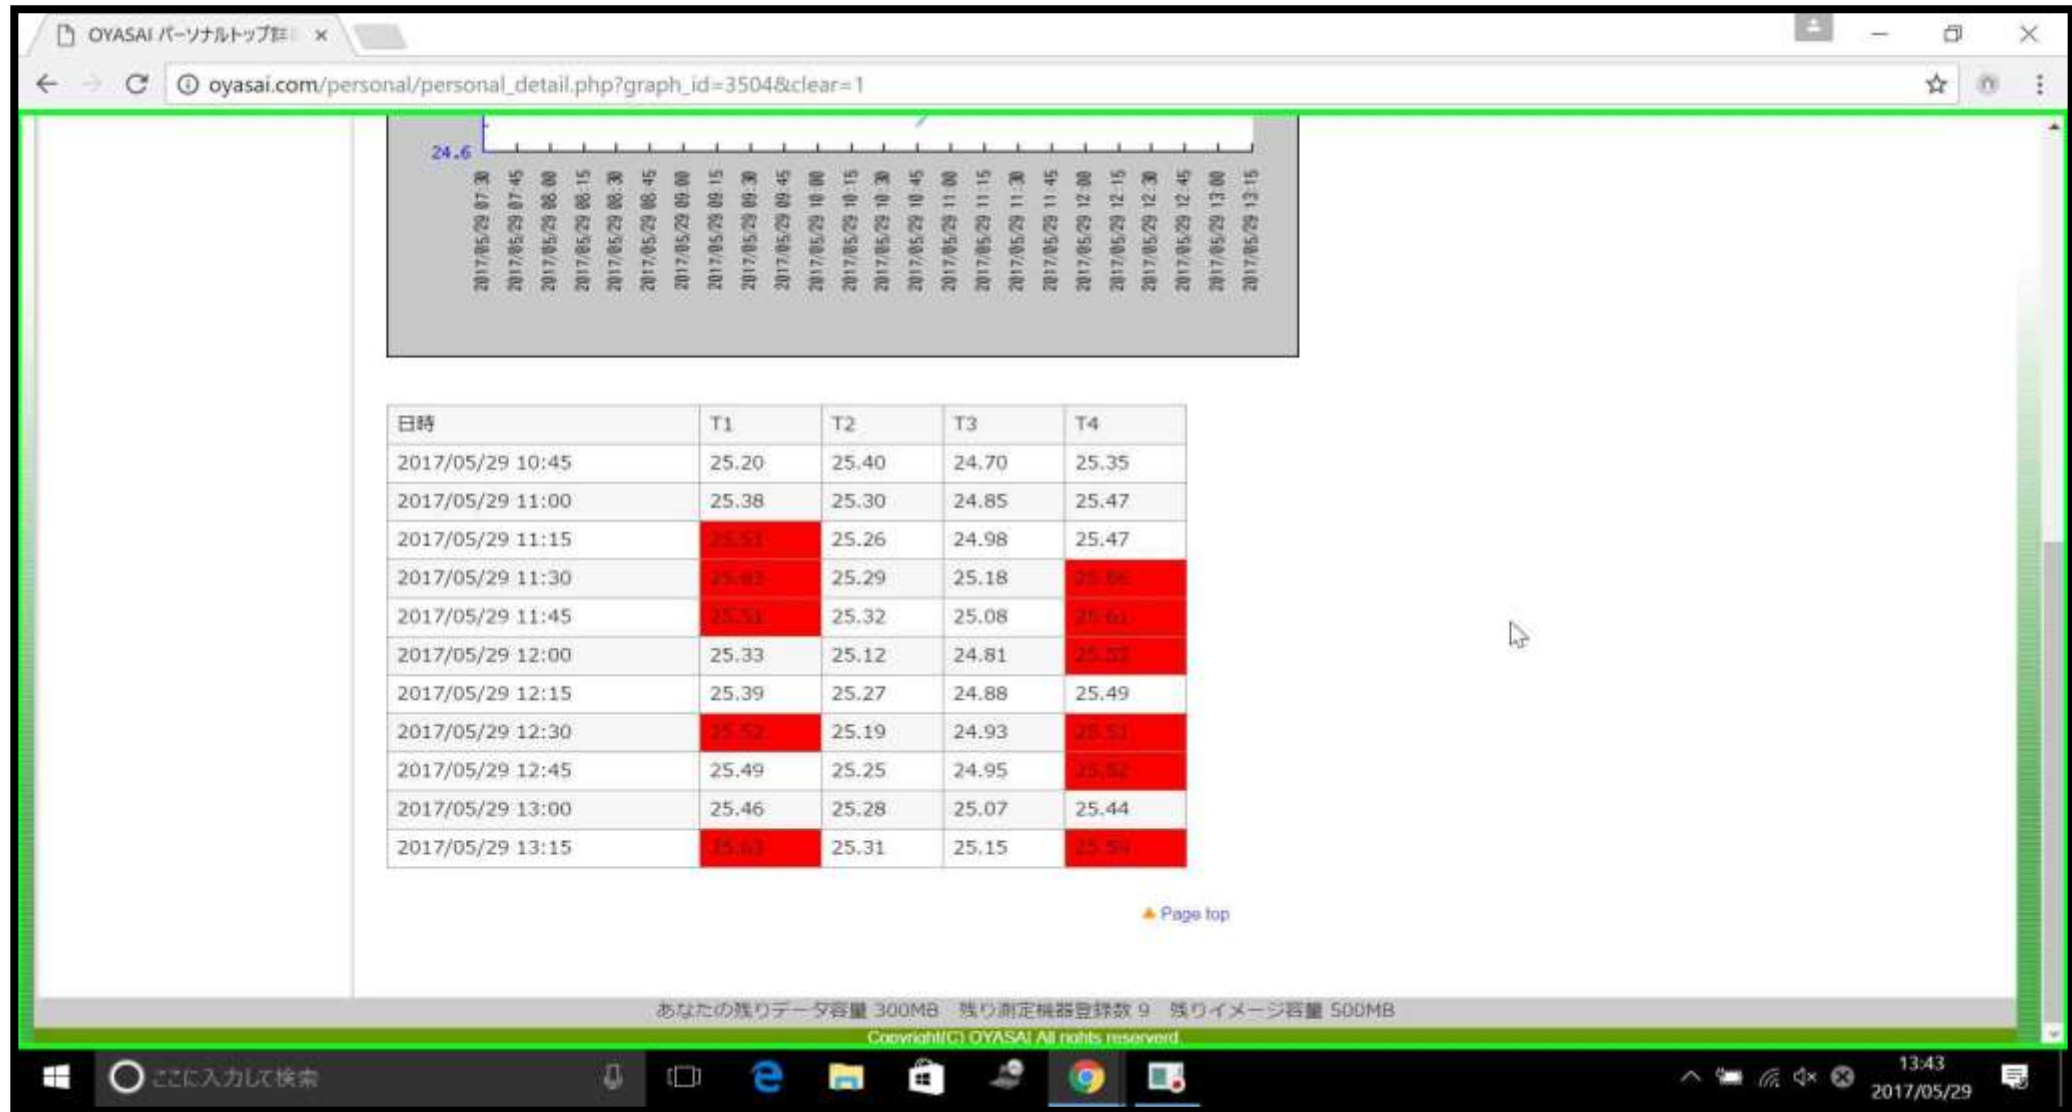 OYASAI パーソナルトップ
oyasai.com/personal/personal_detail.php?graph_id=3504&clear=1
24.6
2017/05/29 07:30
2017/05/29 07:45
2017/05/29 08:00
2017/05/29 08:15
2017/05/29 08:30
2017/05/29 08:45
2017/05/29 09:00
2017/05/29 09:15
2017/05/29 09:30
2017/05/29 09:45
2017/05/29 10:00
2017/05/29 10:15
2017/05/29 10:30
2017/05/29 10:45
2017/05/29 11:00
2017/05/29 11:15
2017/05/29 11:30
2017/05/29 11:45
2017/05/29 12:00
2017/05/29 12:15
2017/05/29 12:30
2017/05/29 12:45
2017/05/29 13:00
2017/05/29 13:15
日時 T1 T2 T3 T4
2017/05/29 10:45 25.20 25.40 24.70 25.35
2017/05/29 11:00 25.38 25.30 24.85 25.47
2017/05/29 11:15 25.51 25.26 24.98 25.47
2017/05/29 11:30 25.29 25.18
2017/05/29 11:45 25.51 25.32 25.08 25.61
2017/05/29 12:00 25.33 25.12 24.81
2017/05/29 12:15 25.39 25.27 24.88 25.49
2017/05/29 12:30 25.52 25.19 24.93
2017/05/29 12:45 25.49 25.25 24.95 25.52
2017/05/29 13:00 25.46 25.28 25.07 25.44
2017/05/29 13:15 25.31 25.15
Page top
あなたの残りデータ容量 300MB 残り測定機器登録数 9 残りイメージ容量 500MB
Copyright(C) OYASAI All rights reserverd.
ここに入力して検索
13:43
2017/05/29